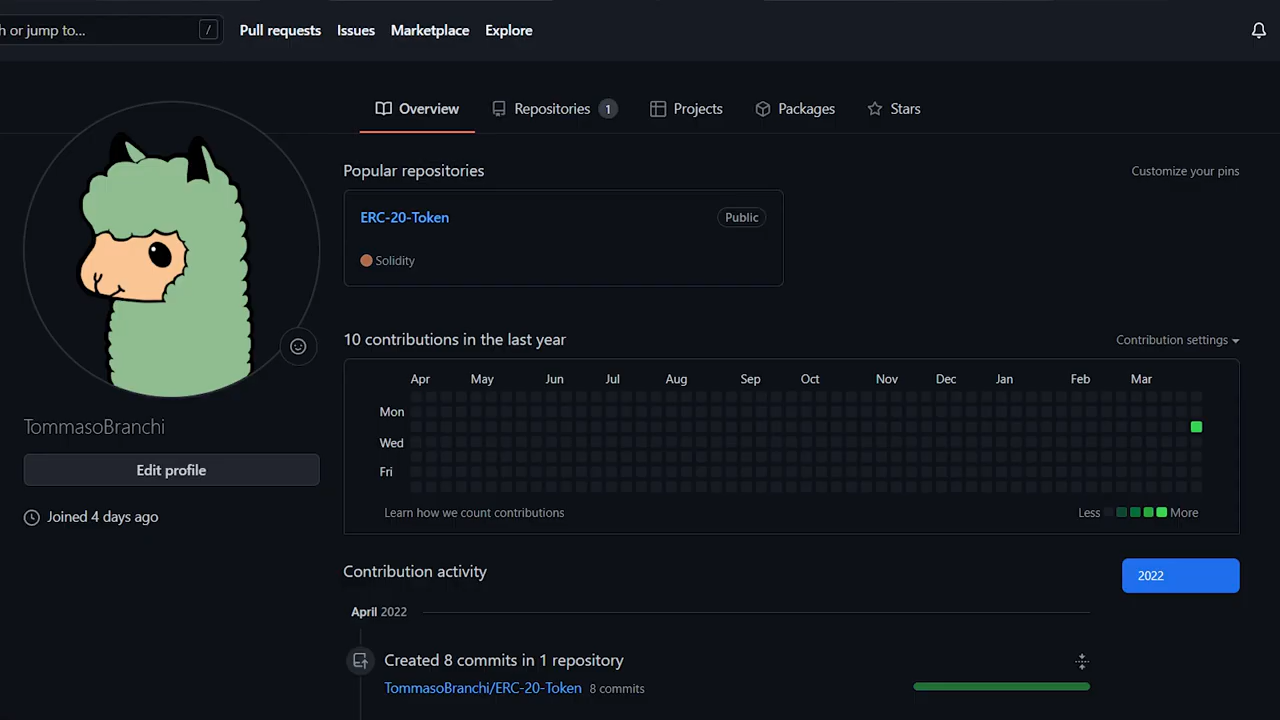 or jump to... / Pull requests Issues Marketplace Explore
Overview Repositories 1 Projects Packages Stars
Popular repositories Customize your pins
ERC-20-Token Public
Solidity
10 contributions in the last year Contribution settings
Apr May Jun Jul Aug Sep Oct Nov Dec Jan Feb Mar
Mon
Wed
Fri
Learn how we count contributions Less More
TommasoBranchi
Edit profile
Joined 4 days ago
Contribution activity 2022
April 2022
Created 8 commits in 1 repository
TommasoBranchi/ERC-20-Token 8 commits